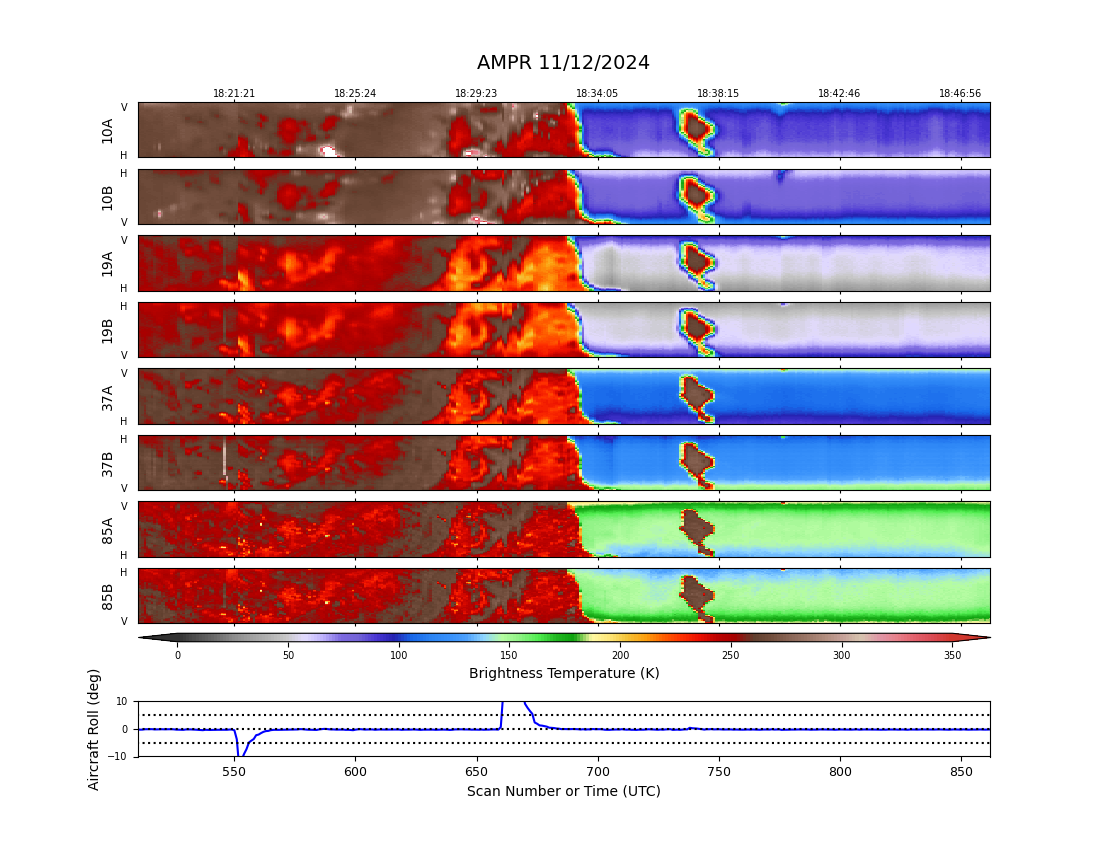 AMPR 11/12/2024
18:21:21 18:25:24 18:29:23 18:34:05 18:38:15 18:42:46 18:46:56
V
10A
H
H
10B
V
V
19A
H
H
19B
V
V
37A
H
H
37B
V
V
85A
H
H
85B
V
0 50 100 150 200 250 300 350
Brightness Temperature (K)
Aircraft Roll (deg)
10
0
−10
550 600 650 700 750 800 850
Scan Number or Time (UTC)